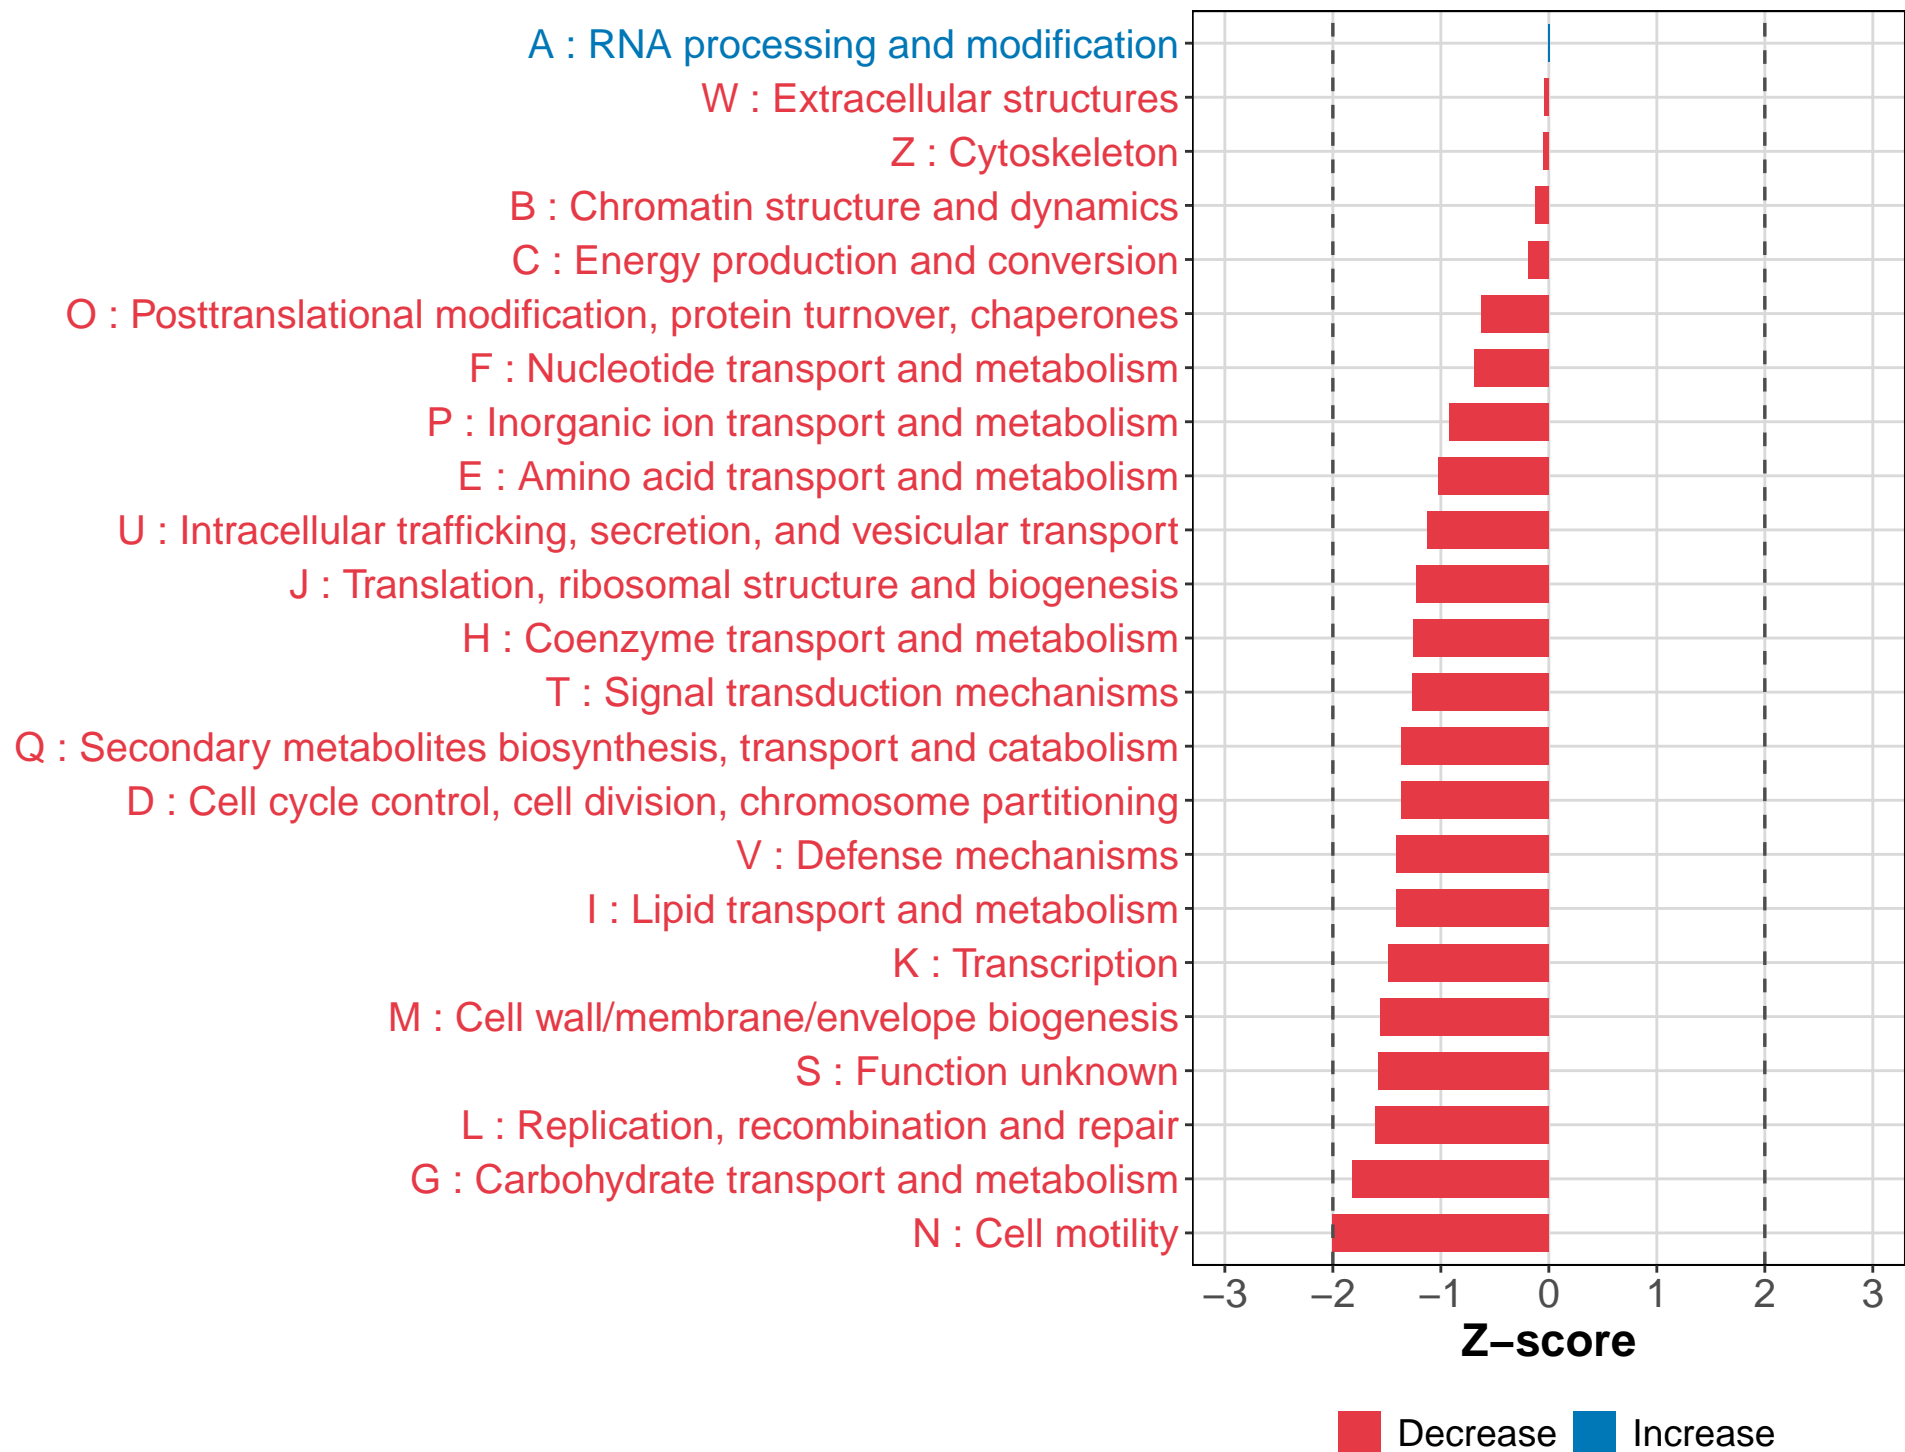 A : RNA processing and modification
W : Extracellular structures
Z : Cytoskeleton
B : Chromatin structure and dynamics
C : Energy production and conversion
O : Posttranslational modification, protein turnover, chaperones
F : Nucleotide transport and metabolism
P : Inorganic ion transport and metabolism
E : Amino acid transport and metabolism
U : Intracellular trafficking, secretion, and vesicular transport
J : Translation, ribosomal structure and biogenesis
H : Coenzyme transport and metabolism
T : Signal transduction mechanisms
Q : Secondary metabolites biosynthesis, transport and catabolism
D : Cell cycle control, cell division, chromosome partitioning
V : Defense mechanisms
I : Lipid transport and metabolism
K : Transcription
M : Cell wall/membrane/envelope biogenesis
S : Function unknown
L : Replication, recombination and repair
G : Carbohydrate transport and metabolism
N : Cell motility
−3 −2 −1 0 1 2 3
Z−score
Decrease Increase